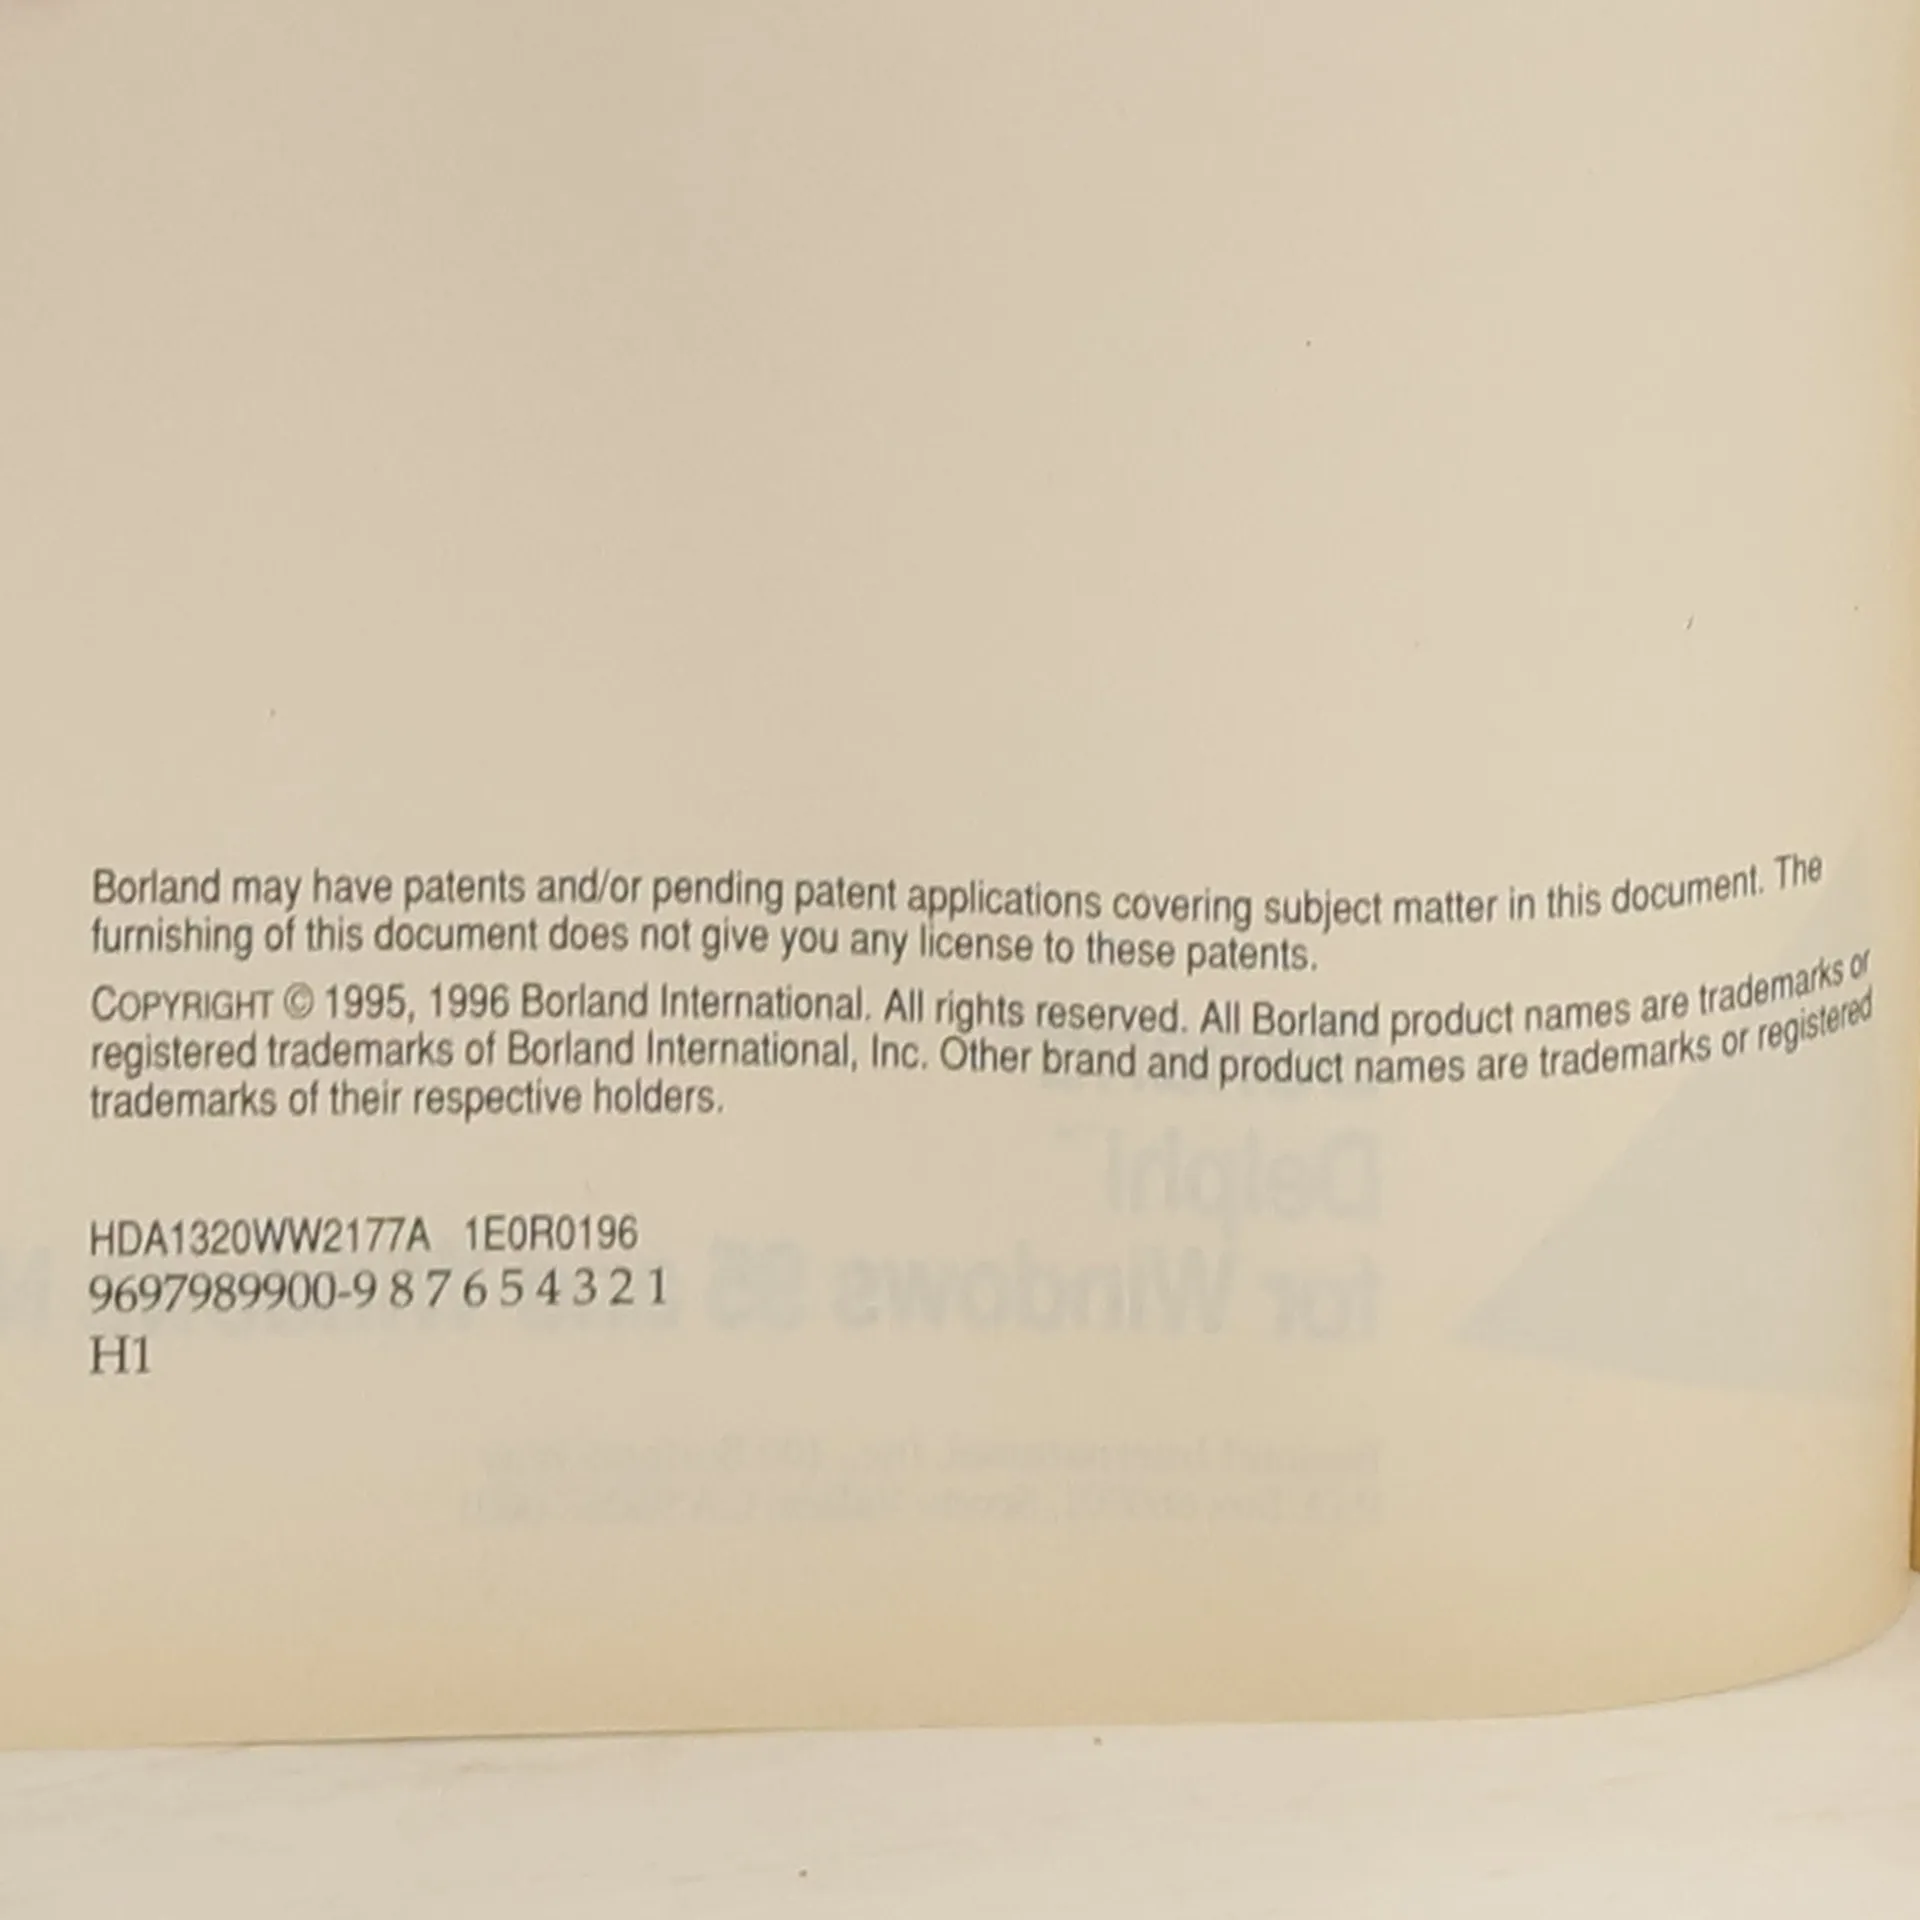 Borland may have patents and/or pending patent applications covering subject matter in this document. The
furnishing of this document does not give you any license to these patents.
COPYRIGHT © 1995, 1996 Borland International. All rights reserved. All Borland product names are trademarks or
registered trademarks of Borland International, Inc. Other brand and product names are trademarks or registered
trademarks of their respective holders.
HDA1320WW2177A 1E0R0196
9697989900-9 8 7 6 5 4 3 2 1
H1
Delphi
for Windows 95